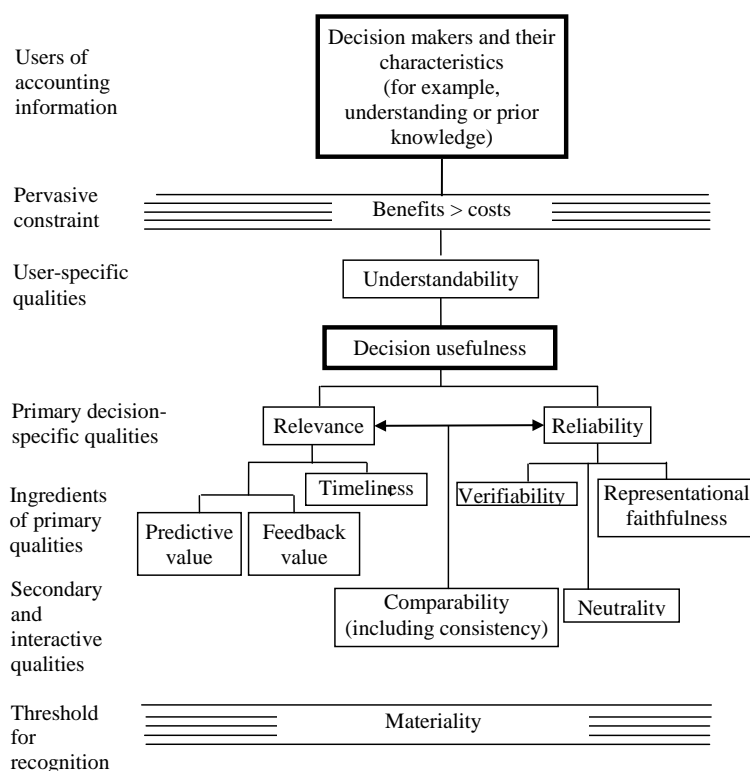 Users of
accounting
information
Decision makers and their
characteristics
(for example,
understanding or prior
knowledge)
Pervasive
constraint
Benefits > costs
User-specific
qualities
Understandability
Decision usefulness
Primary decision-
specific qualities
Relevance
Reliability
Ingredients
of primary
qualities
Timeliness
Verifiability
Representational
faithfulness
Predictive
value
Feedback
value
Secondary
and
interactive
qualities
Comparability
(including consistency)
Neutrality
Threshold
for
recognition
Materiality